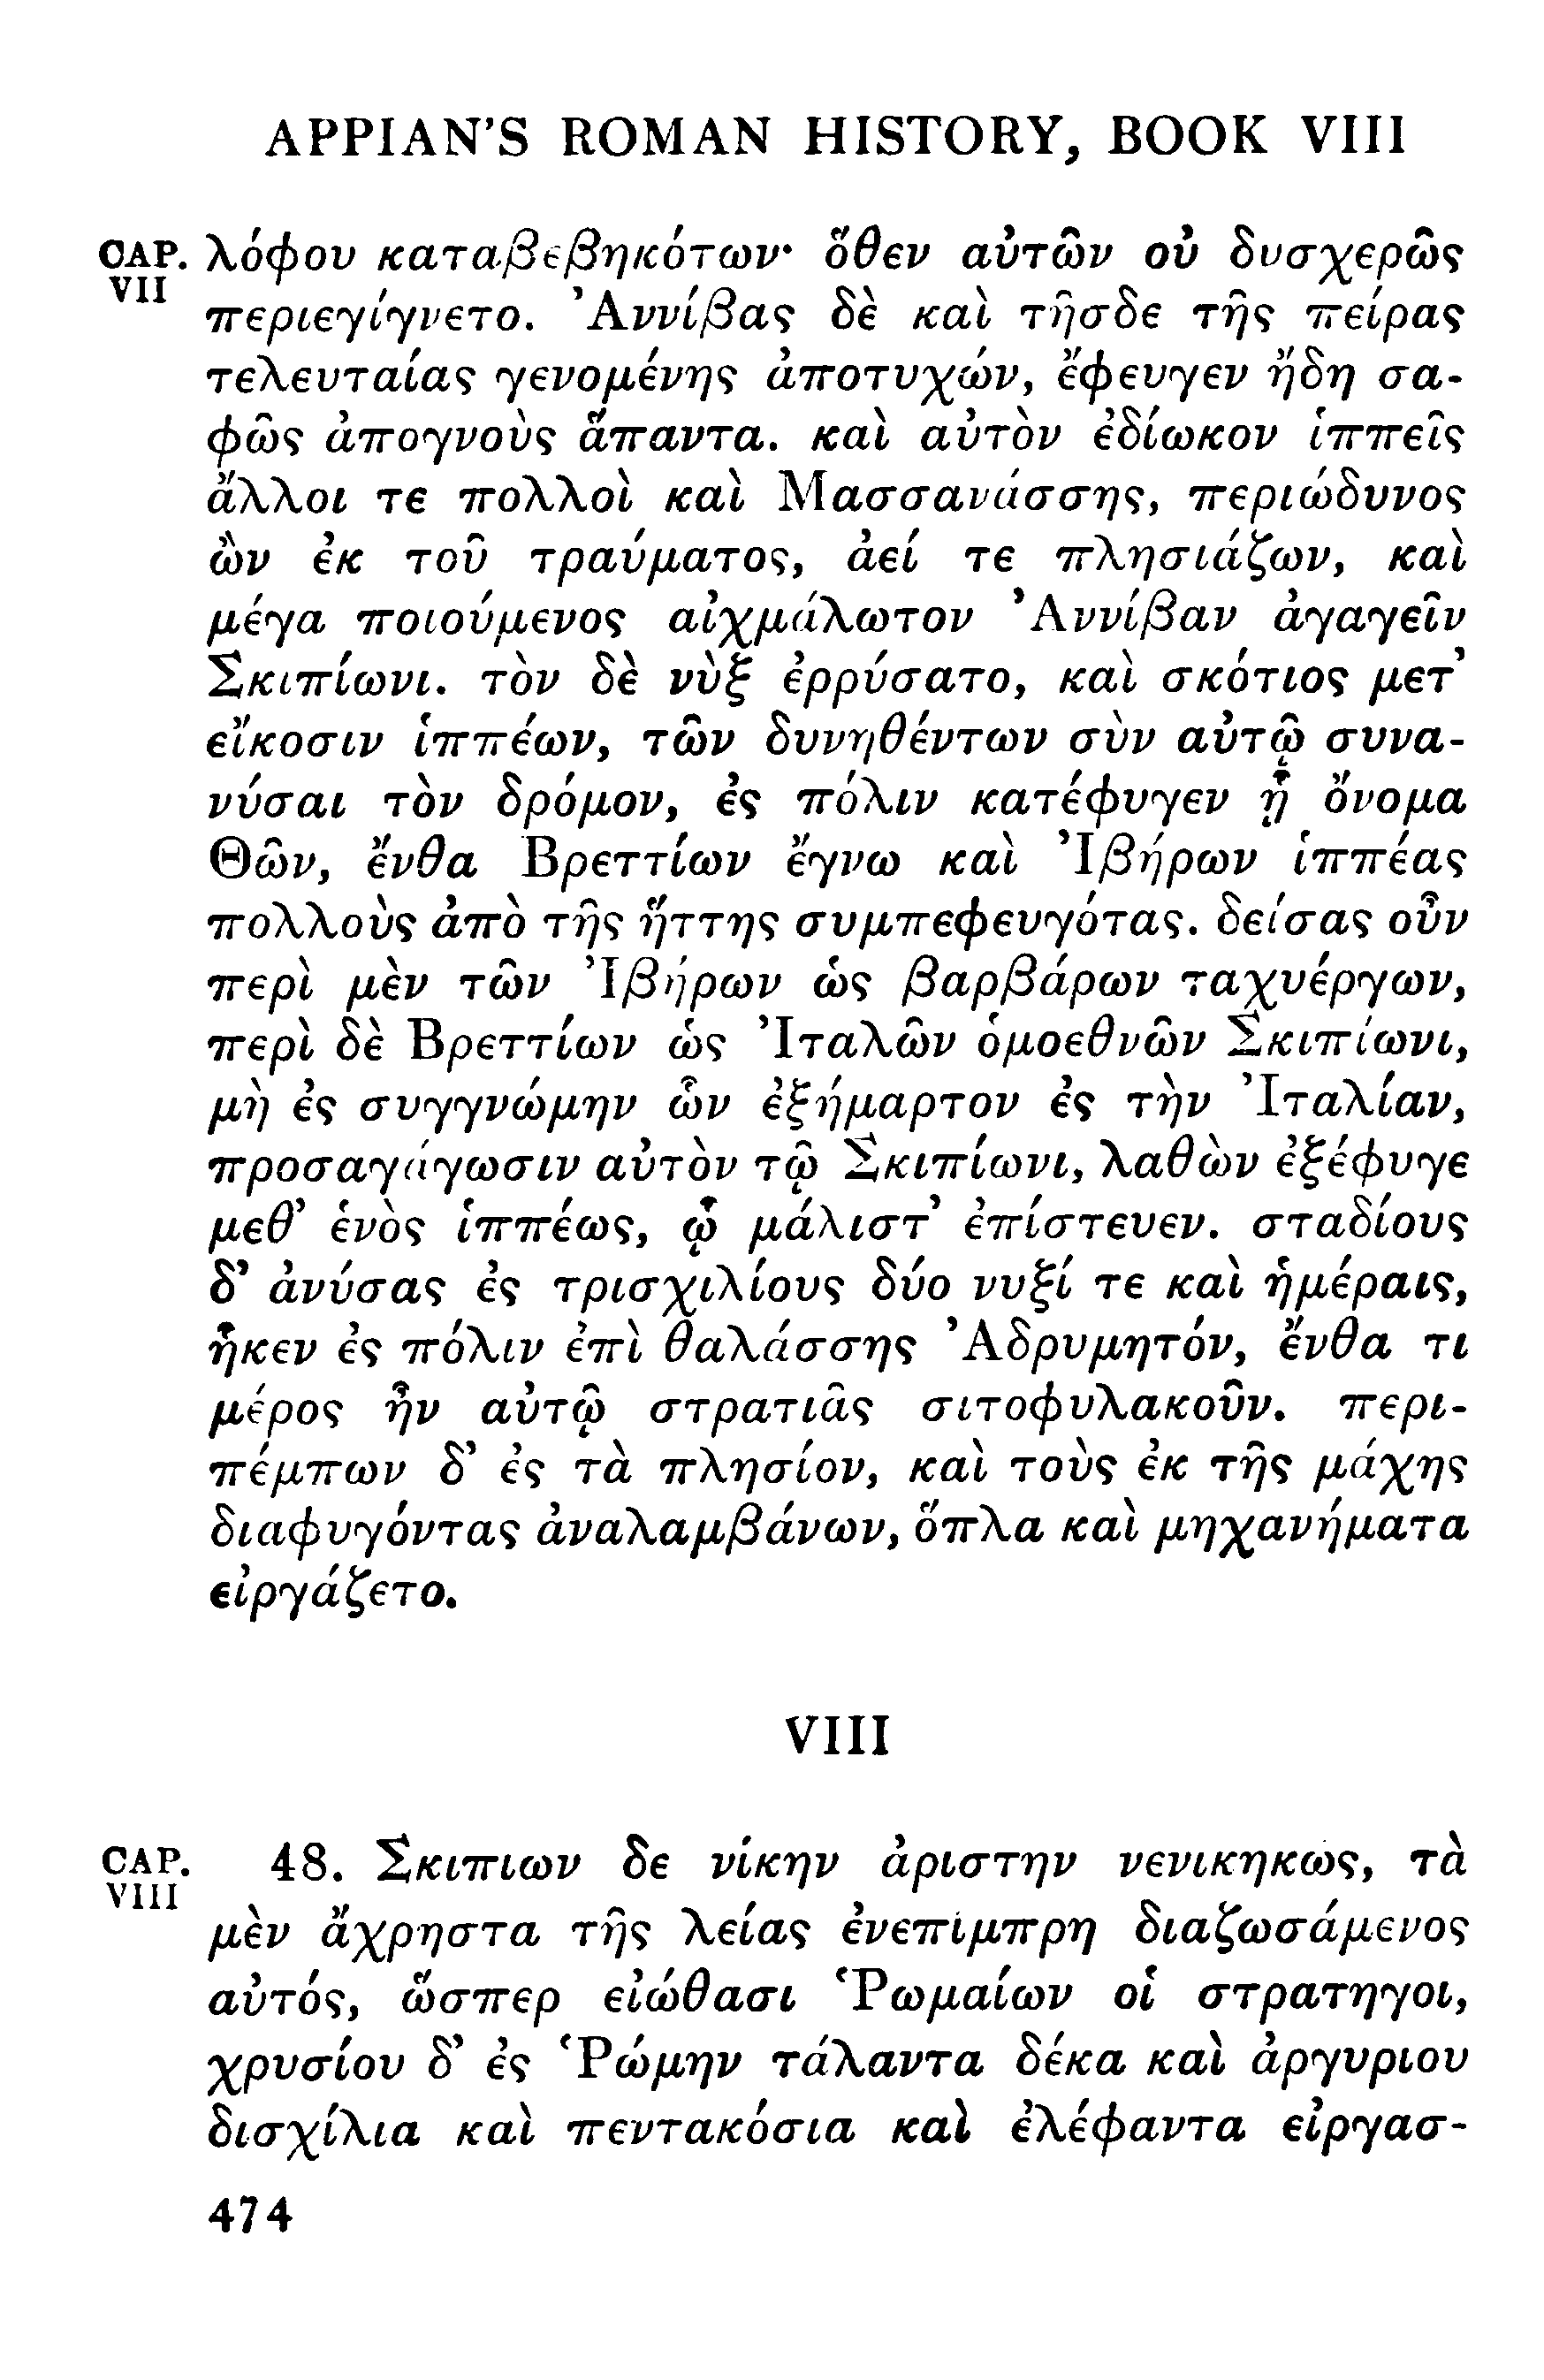 APPIAN'S ROMAN HISTORY, BOOK VIII
CAP. VII λόφου καταβεβηκότων· ὅθεν αὐτῶν οὐ δυσχερῶς
περιεγίγνετο. Ἀννίβας δὲ καὶ τῆσδε τῆς πείρας
τελευταίας γενομένης ἀποτυχών, ἔφευγεν ἤδη σα-
φῶς ἀπογνοὺς ἅπαντα. καὶ αὐτὸν ἐδίωκον ἱππεῖς
ἄλλοι τε πολλοὶ καὶ Μασσανάσσης, περιώδυνος
ὢν ἐκ τοῦ τραύματος, ἀεί τε πλησιάζων, καὶ
μέγα ποιούμενος αἰχμάλωτον Ἀννίβαν ἀγαγεῖν
Σκιπίωνι. τὸν δὲ νὺξ ἐρρύσατο, καὶ σκότιος μετ'
εἴκοσιν ἱππέων, τῶν δυνηθέντων σὺν αὐτῷ συνα-
νύσαι τὸν δρόμον, ἐς πόλιν κατέφυγεν ᾗ ὄνομα
Θῶν, ἔνθα Βρεττίων ἔγνω καὶ Ἰβήρων ἱππέας
πολλοὺς ἀπὸ τῆς ἥττης συμπεφευγότας. δείσας οὖν
περὶ μὲν τῶν Ἰβήρων ὡς βαρβάρων ταχυέργων,
περὶ δὲ Βρεττίων ὡς Ἰταλῶν ὁμοεθνῶν Σκιπίωνι,
μὴ ἐς συγγνώμην ὧν ἐξήμαρτον ἐς τὴν Ἰταλίαν,
προσαγάγωσιν αὐτὸν τῷ Σκιπίωνι, λαθὼν ἐξέφυγε
μεθ' ἑνὸς ἱππέως, ᾧ μάλιστ' ἐπίστευεν. σταδίους
δ' ἀνύσας ἐς τρισχιλίους δύο νυξί τε καὶ ἡμέραις,
ἧκεν ἐς πόλιν ἐπὶ θαλάσσης Ἀδρυμητόν, ἔνθα τι
μέρος ἦν αὐτῷ στρατιᾶς σιτοφυλακοῦν. περι-
πέμπων δ' ἐς τὰ πλησίον, καὶ τοὺς ἐκ τῆς μάχης
διαφυγόντας ἀναλαμβάνων, ὅπλα καὶ μηχανήματα
εἰργάζετο.
VIII
CAP. VIII 48. Σκιπιων δε νίκην ἀριστην νενικηκώς, τὰ
μὲν ἄχρηστα τῆς λείας ἐνεπίμπρη διαζωσάμενος
αὐτός, ὥσπερ εἰώθασι Ῥωμαίων οἱ στρατηγοι,
χρυσίου δ' ἐς Ῥώμην τάλαντα δέκα καὶ ἀργυριου
δισχίλια καὶ πεντακόσια καὶ ἐλέφαντα εἰργασ-
474